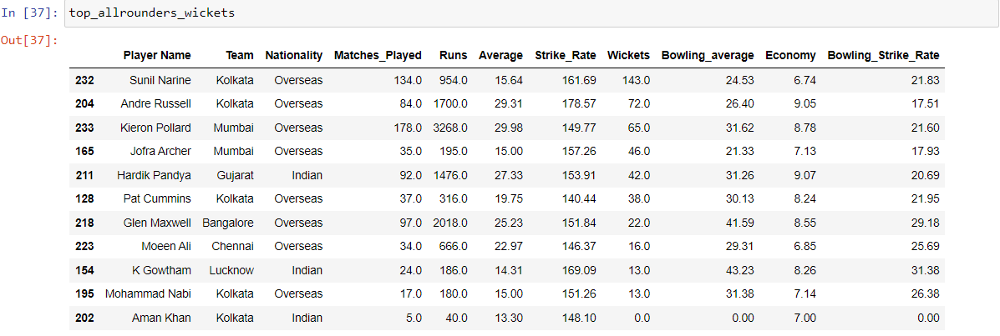 In [37]: top_allrounders_wickets
Out[37]:
Player Name Team Nationality Matches_Played Runs Average Strike_Rate Wickets Bowling_average Economy Bowling_Strike_Rate
232 Sunil Narine Kolkata Overseas 134.0 954.0 15.64 161.69 143.0 24.53 6.74 21.83
204 Andre Russell Kolkata Overseas 84.0 1700.0 29.31 178.57 72.0 26.40 9.05 17.51
233 Kieron Pollard Mumbai Overseas 178.0 3268.0 29.98 149.77 65.0 31.62 8.78 21.60
165 Jofra Archer Mumbai Overseas 35.0 195.0 15.00 157.26 46.0 21.33 7.13 17.93
211 Hardik Pandya Gujarat Indian 92.0 1476.0 27.33 153.91 42.0 31.26 9.07 20.69
128 Pat Cummins Kolkata Overseas 37.0 316.0 19.75 140.44 38.0 30.13 8.24 21.95
218 Glen Maxwell Bangalore Overseas 97.0 2018.0 25.23 151.84 22.0 41.59 8.55 29.18
223 Moeen Ali Chennai Overseas 34.0 666.0 22.97 146.37 16.0 29.31 6.85 25.69
154 K Gowtham Lucknow Indian 24.0 186.0 14.31 169.09 13.0 43.23 8.26 31.38
195 Mohammad Nabi Kolkata Overseas 17.0 180.0 15.00 151.26 13.0 31.38 7.14 26.38
202 Aman Khan Kolkata Indian 5.0 40.0 13.30 148.10 0.0 0.00 7.00 0.00